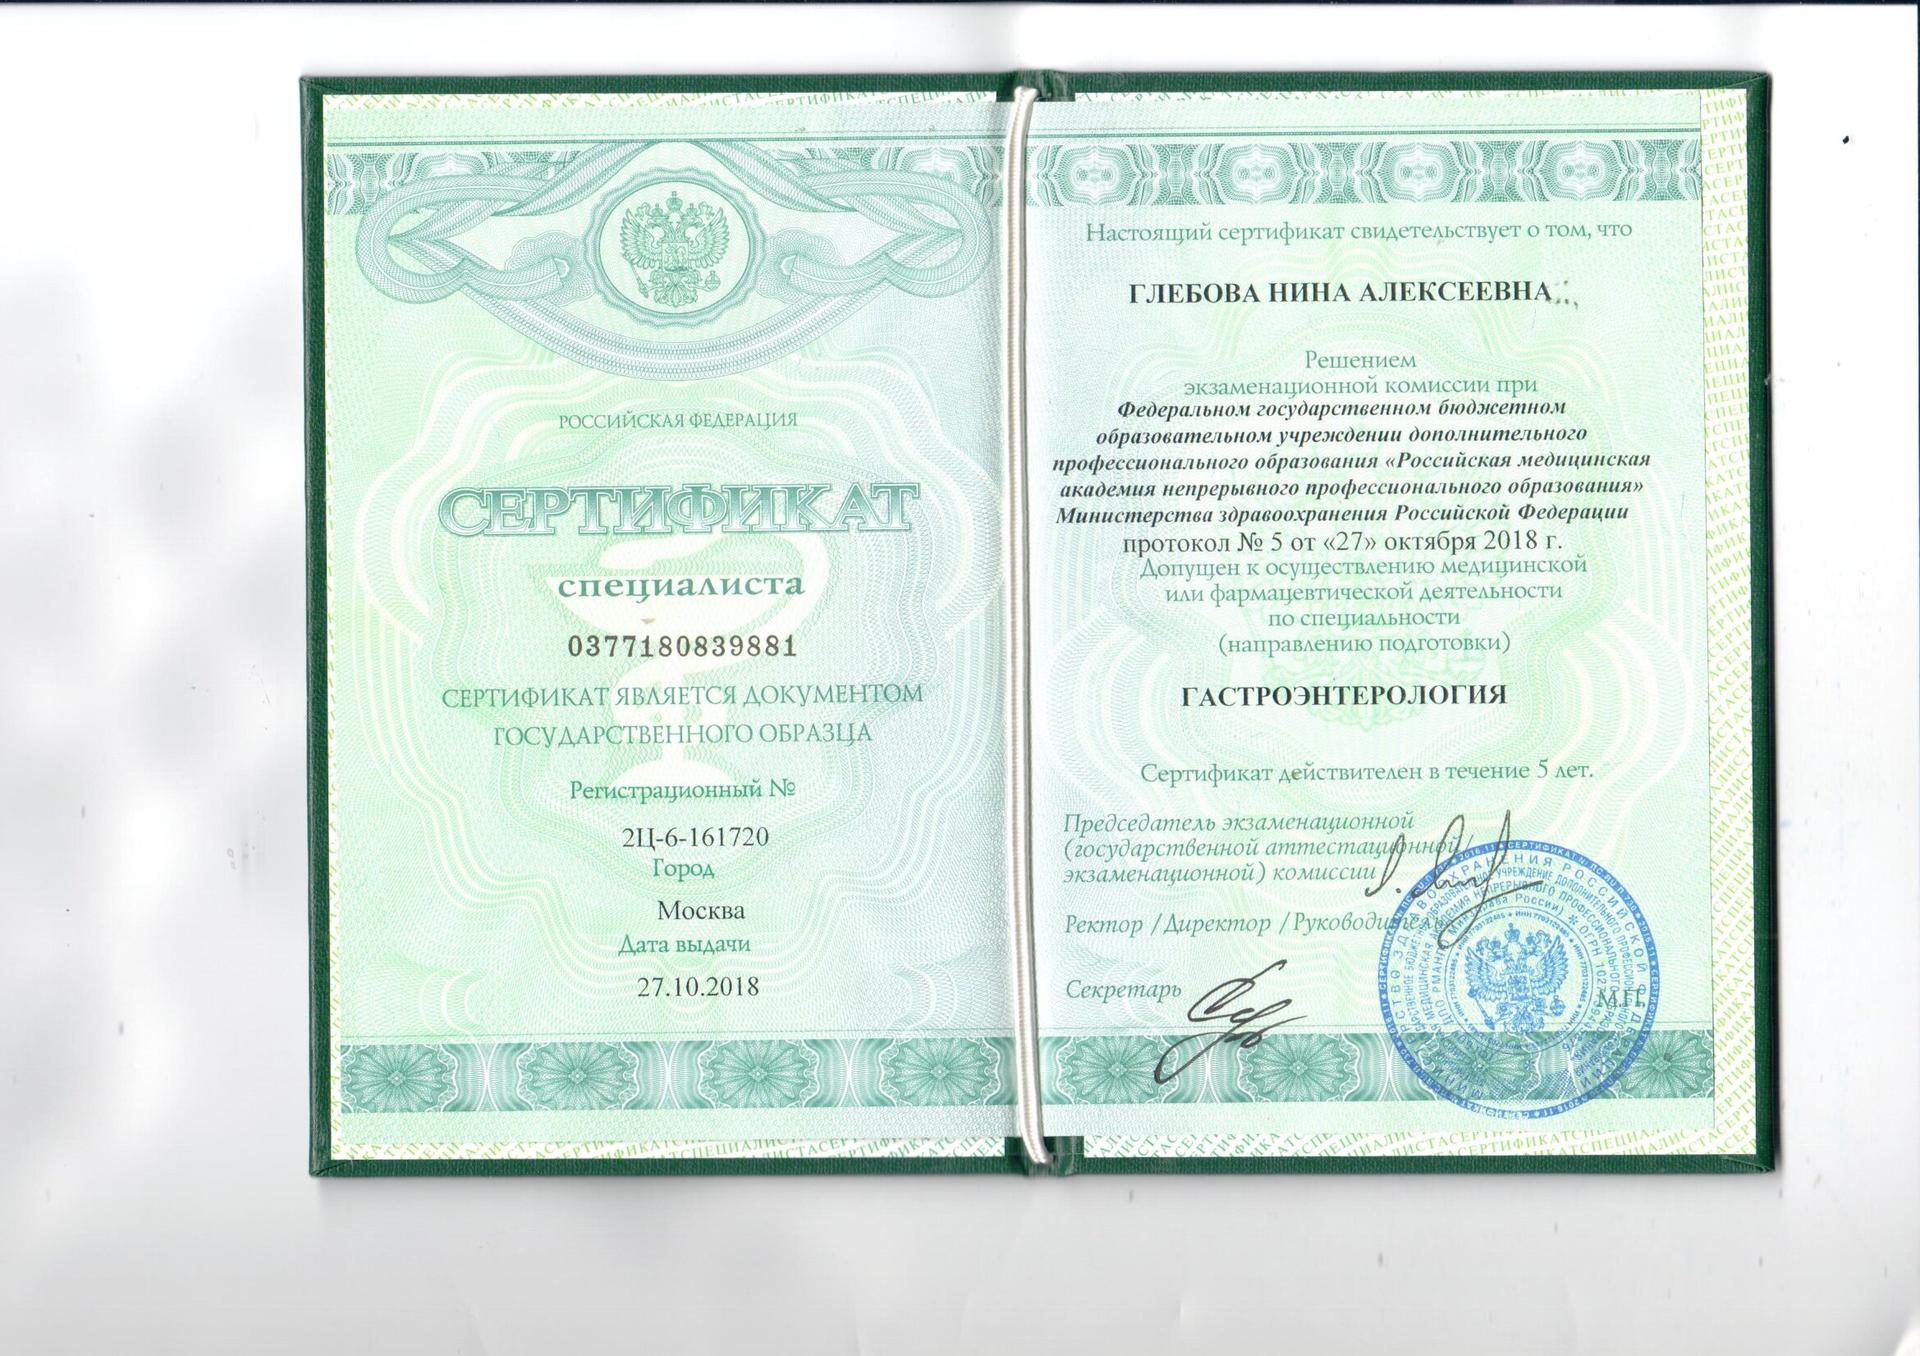 РОССИЙСКАЯ ФЕДЕРАЦИЯ
СЕРТИФИКАТ
специалиста
0377180839881
СЕРТИФИКАТ ЯВЛЯЕТСЯ ДОКУМЕНТОМ
ГОСУДАРСТВЕННОГО ОБРАЗЦА
Регистрационный №
2Ц-6-161720
Город
Москва
Дата выдачи
27.10.2018
Настоящий сертификат свидетельствует о том, что
ГЛЕБОВА НИНА АЛЕКСЕЕВНА
Решением
экзаменационной комиссии при
Федеральном государственном бюджетном
образовательном учреждении дополнительного
профессионального образования «Российская медицинская
академия непрерывного профессионального образования»
Министерства здравоохранения Российской Федерации
протокол № 5 от «27» октября 2018 г.
Допущен к осуществлению медицинской
или фармацевтической деятельности
по специальности
(направлению подготовки)
ГАСТРОЭНТЕРОЛОГИЯ
Сертификат действителен в течение 5 лет.
Председатель экзаменационной
(государственной аттестационной
экзаменационной) комиссии
Ректор /Директор /Руководитель
Секретарь
М.П.